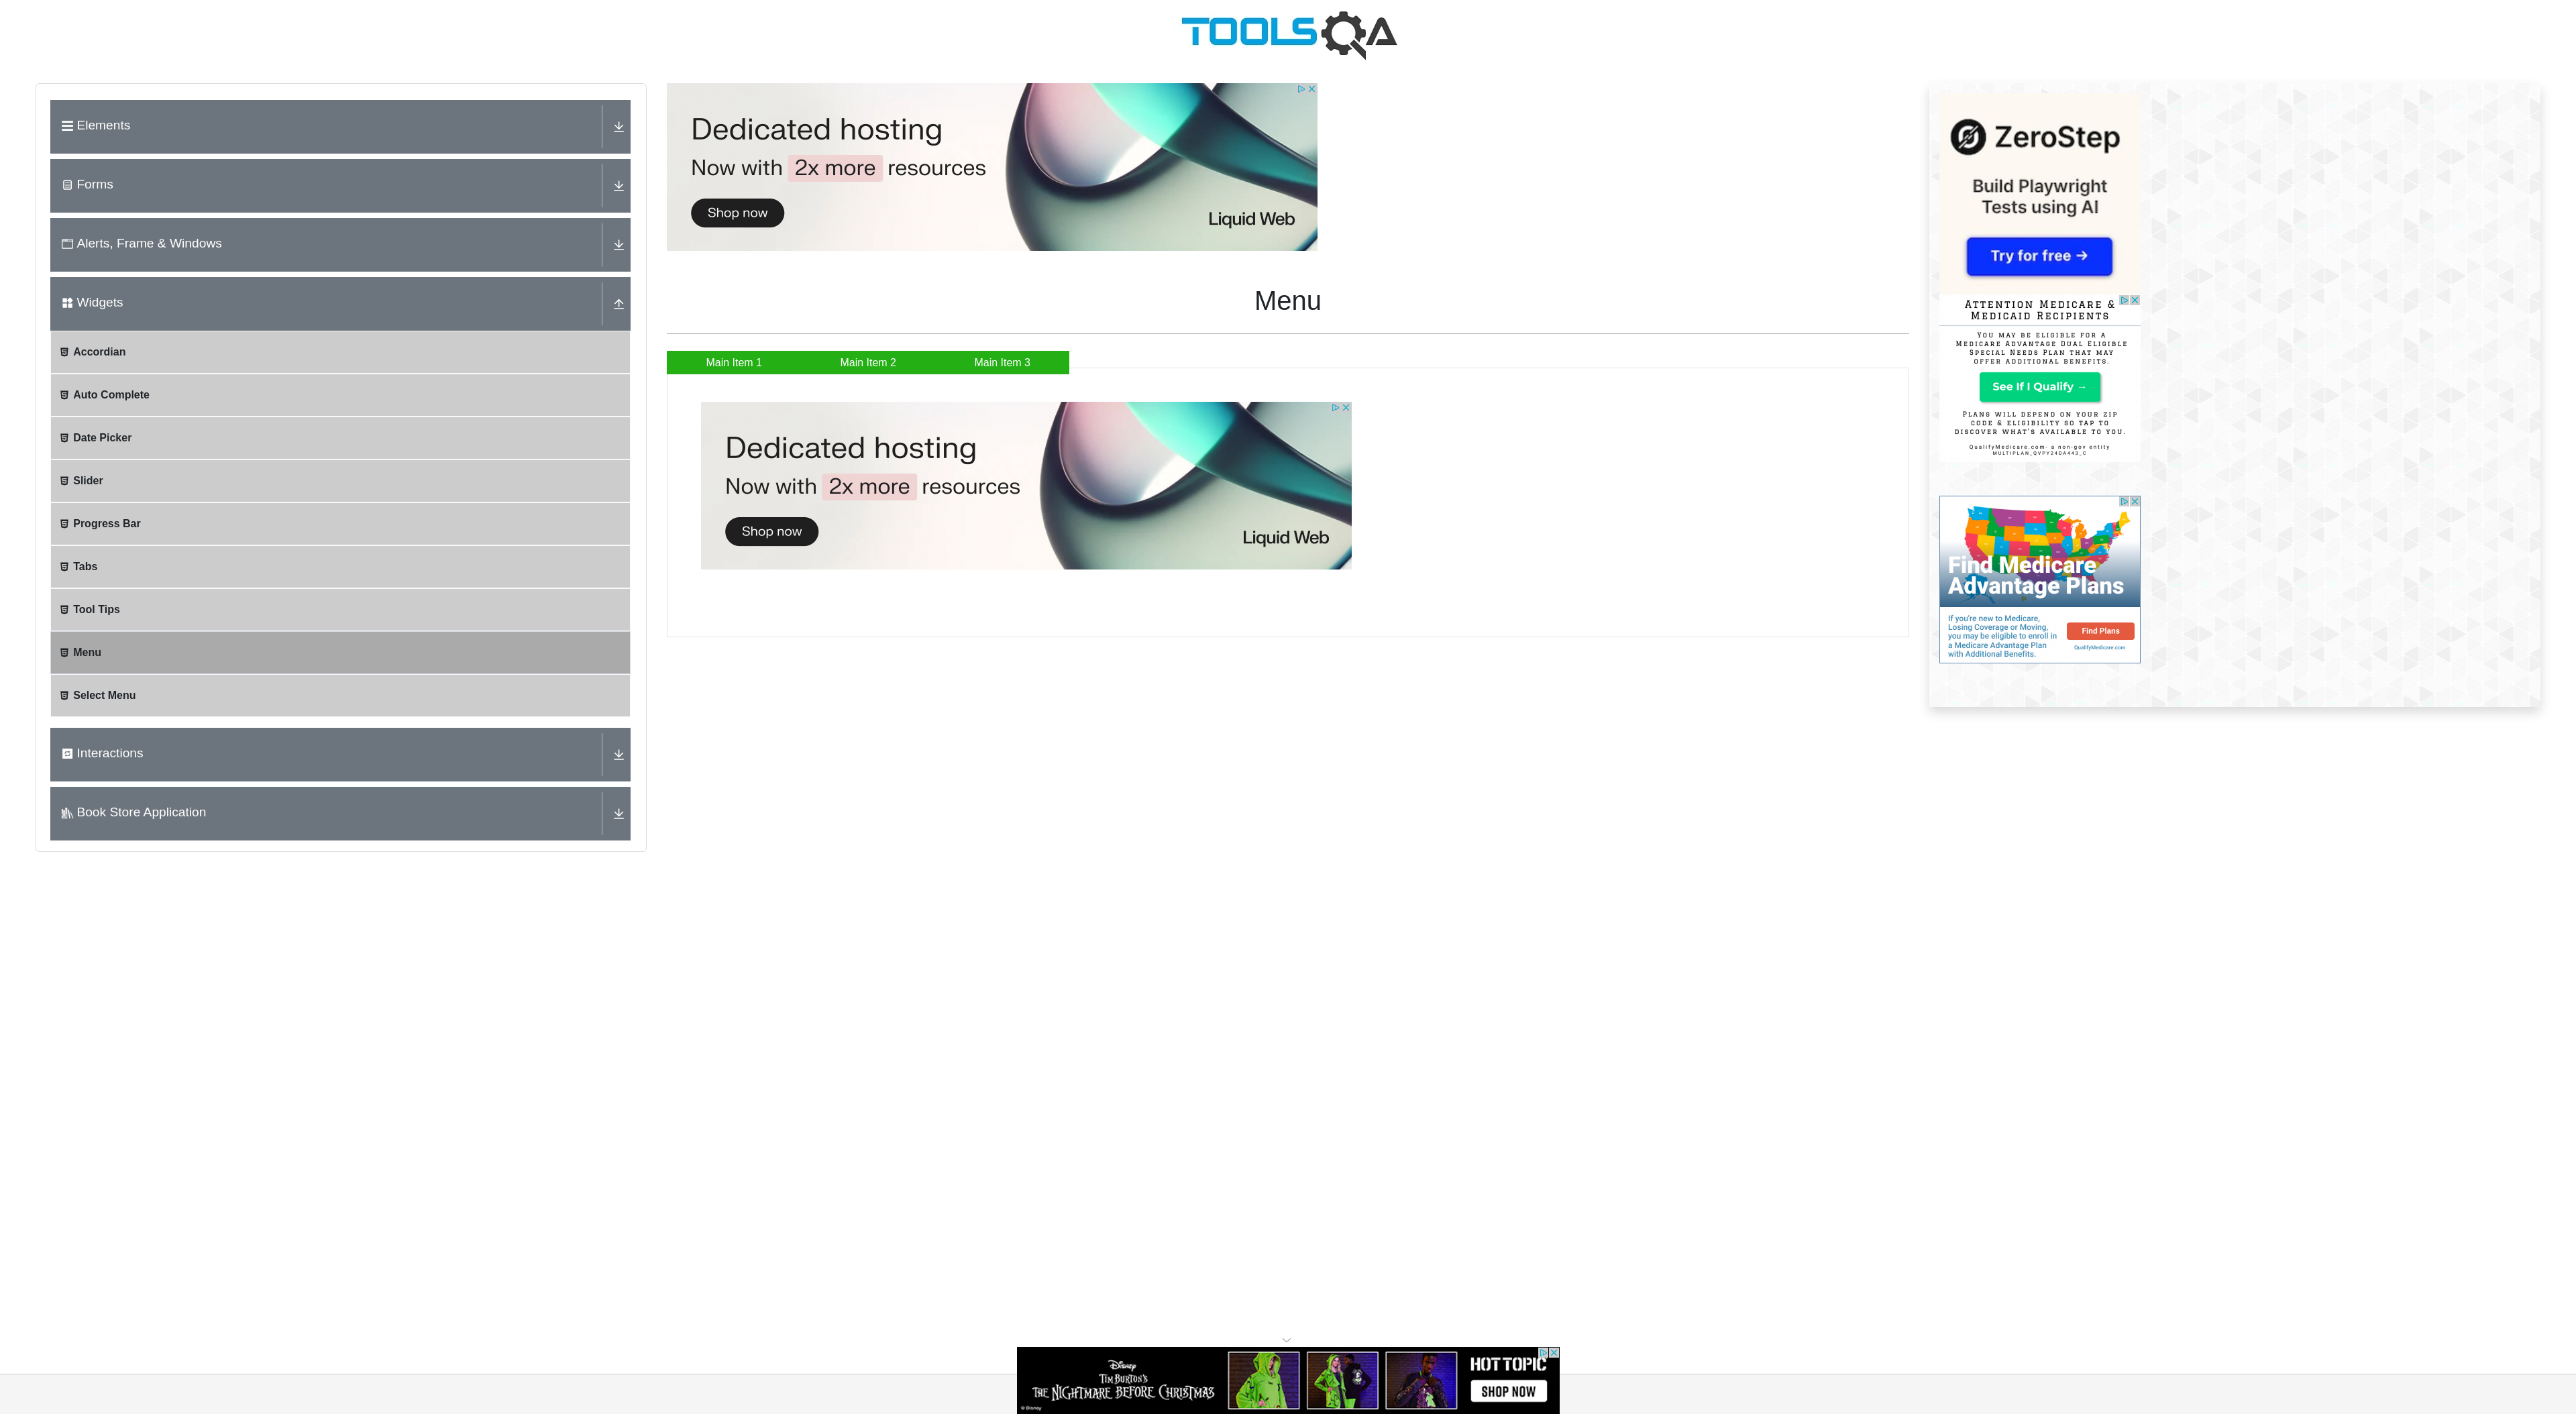 TOOLSQA
Elements
Forms
Alerts, Frame & Windows
Widgets
Accordian
Auto Complete
Date Picker
Slider
Progress Bar
Tabs
Tool Tips
Menu
Select Menu
Interactions
Book Store Application
Dedicated hosting
Now with 2x more resources
Shop now
Liquid Web
Menu
Main Item 1 Main Item 2 Main Item 3
Dedicated hosting
Now with 2x more resources
Shop now
Liquid Web
ZeroStep
Build Playwright
Tests using AI
Try for free →
Attention Medicare &
Medicaid Recipients
You may be eligible for a
Medicare Advantage Dual Eligible
Special Needs Plan that may
offer additional benefits.
See If I Qualify →
Plans will depend on your zip
code & eligibility so tap to
discover what's available to you.
QualifyMedicare.com- a non-gov entity
MULTIPLAN_QVPYZ4DA443_C
Find Medicare
Advantage Plans
If you're new to Medicare,
Losing Coverage or Moving,
you may be eligible to enroll in
a Medicare Advantage Plan
with Additional Benefits.
Find Plans
QualifyMedicare.com
Disney
TIM BURTON'S
THE NIGHTMARE BEFORE CHRISTMAS
© Disney
HOT TOPIC
SHOP NOW